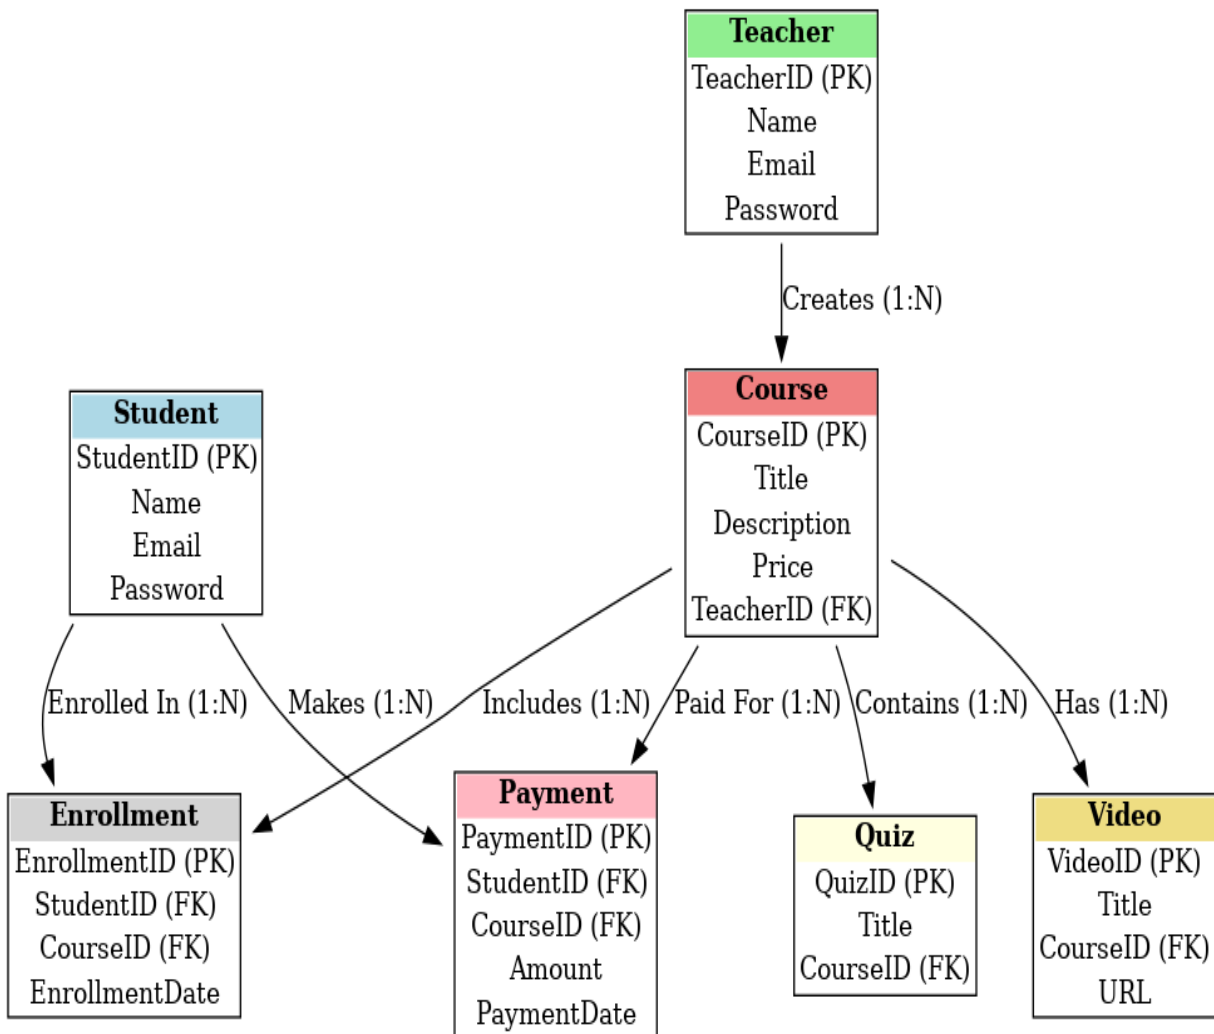 Teacher
TeacherID (PK)
Name
Email
Password
Creates (1:N)
Student
StudentID (PK)
Name
Email
Password
Course
CourseID (PK)
Title
Description
Price
TeacherID (FK)
Enrolled In (1:N)
Makes (1:N)
Includes (1:N)
Paid For (1:N)
Contains (1:N)
Has (1:N)
Enrollment
EnrollmentID (PK)
StudentID (FK)
CourseID (FK)
EnrollmentDate
Payment
PaymentID (PK)
StudentID (FK)
CourseID (FK)
Amount
PaymentDate
Quiz
QuizID (PK)
Title
CourseID (FK)
Video
VideoID (PK)
Title
CourseID (FK)
URL